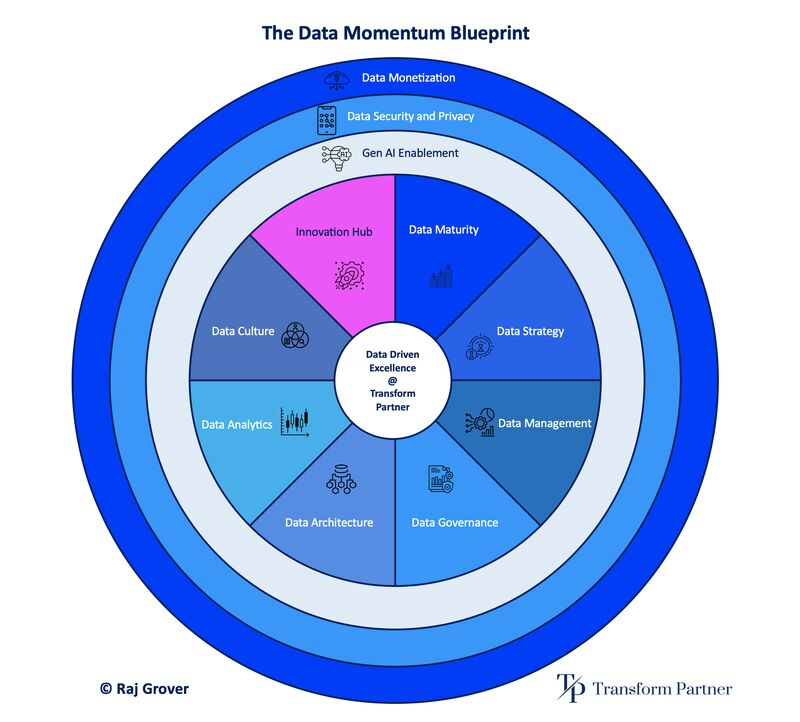 The Data Momentum Blueprint
Data Monetization
Data Security and Privacy
Gen AI Enablement
Innovation Hub
Data Maturity
Data Culture
Data Strategy
Data Driven
Excellence
@
Transform
Partner
Data Analytics
Data Management
Data Architecture
Data Governance
© Raj Grover
T/P Transform Partner